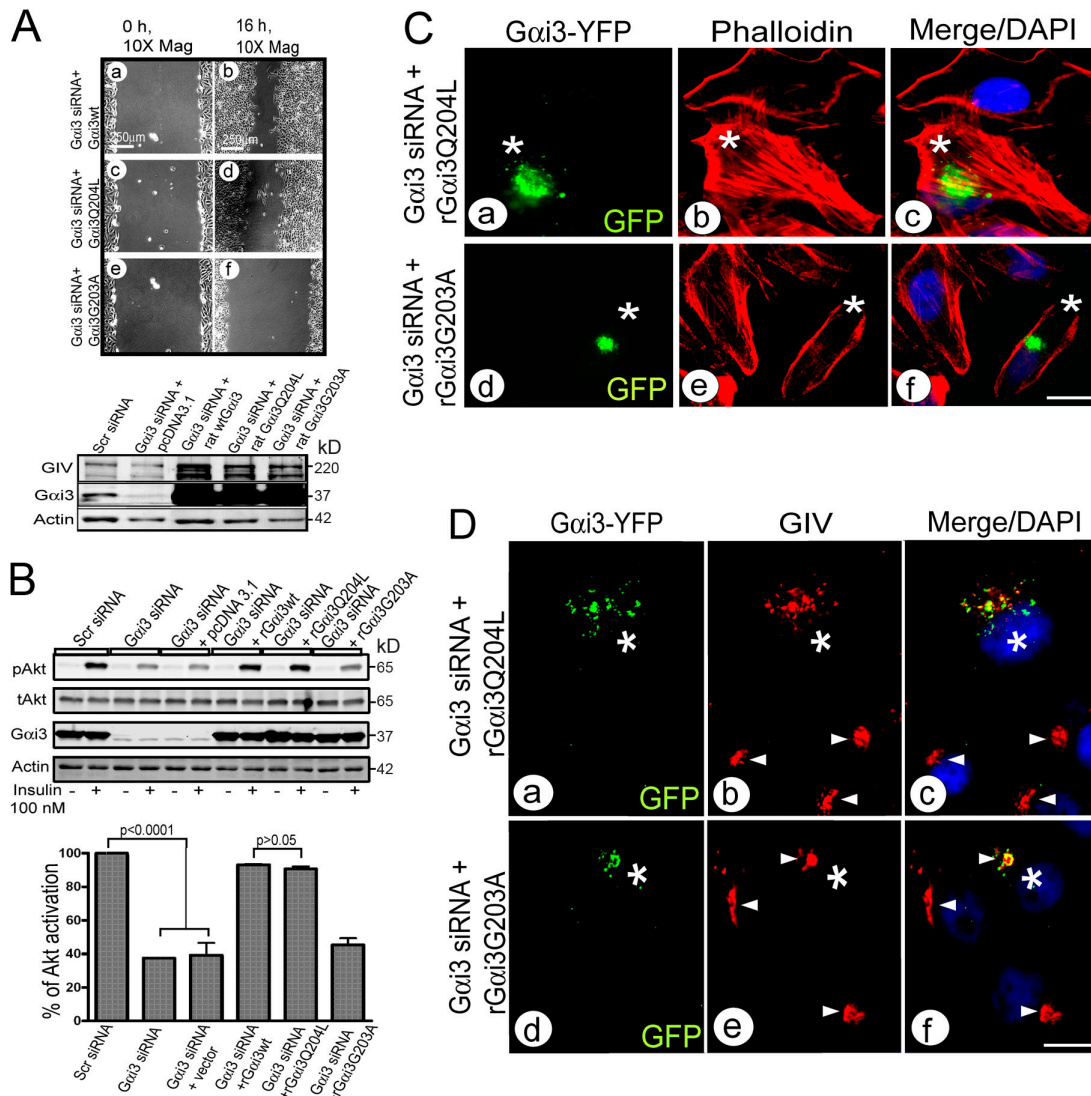 A
0 h,
10X Mag
16 h,
10X Mag
Gαi3 siRNA+
Gαi3wt
a
250µm
b
250µm
Gαi3 siRNA+
Gαi3Q204L
c
d
Gαi3 siRNA+
Gαi3G203A
e
f
Scr siRNA
Gαi3 siRNA +
pcDNA3.1
Gαi3 siRNA +
rat wtGαi3
Gαi3 siRNA +
rat Gαi3Q204L
Gαi3 siRNA +
rat Gαi3G203A
kD
GIV
220
Gαi3
37
Actin
42
B
Scr siRNA
Gαi3 siRNA
Gαi3 siRNA
+ pcDNA 3.1
Gαi3 siRNA
+ rGαi3wt
Gαi3 siRNA
+ rGαi3Q204L
Gαi3 siRNA
+ rGαi3G203A
kD
pAkt
65
tAkt
65
Gαi3
37
Actin
42
Insulin - + - + - + - + - + - +
100 nM
p<0.0001
p>0.05
% of Akt activation
100
80
60
40
20
0
Scr siRNA
Gαi3 siRNA
Gαi3 siRNA
+ vector
Gαi3 siRNA
+rGαi3wt
Gαi3 siRNA
+rGαi3Q204L
Gαi3 siRNA
+rGαi3G203A
C
Gαi3-YFP
Phalloidin
Merge/DAPI
Gαi3 siRNA +
rGαi3Q204L
*
a
GFP
*
b
*
c
Gαi3 siRNA +
rGαi3G203A
*
d
GFP
*
e
*
f
D
Gαi3-YFP
GIV
Merge/DAPI
Gαi3 siRNA +
rGαi3Q204L
*
a
GFP
*
b
*
c
Gαi3 siRNA +
rGαi3G203A
*
d
GFP
*
e
*
f